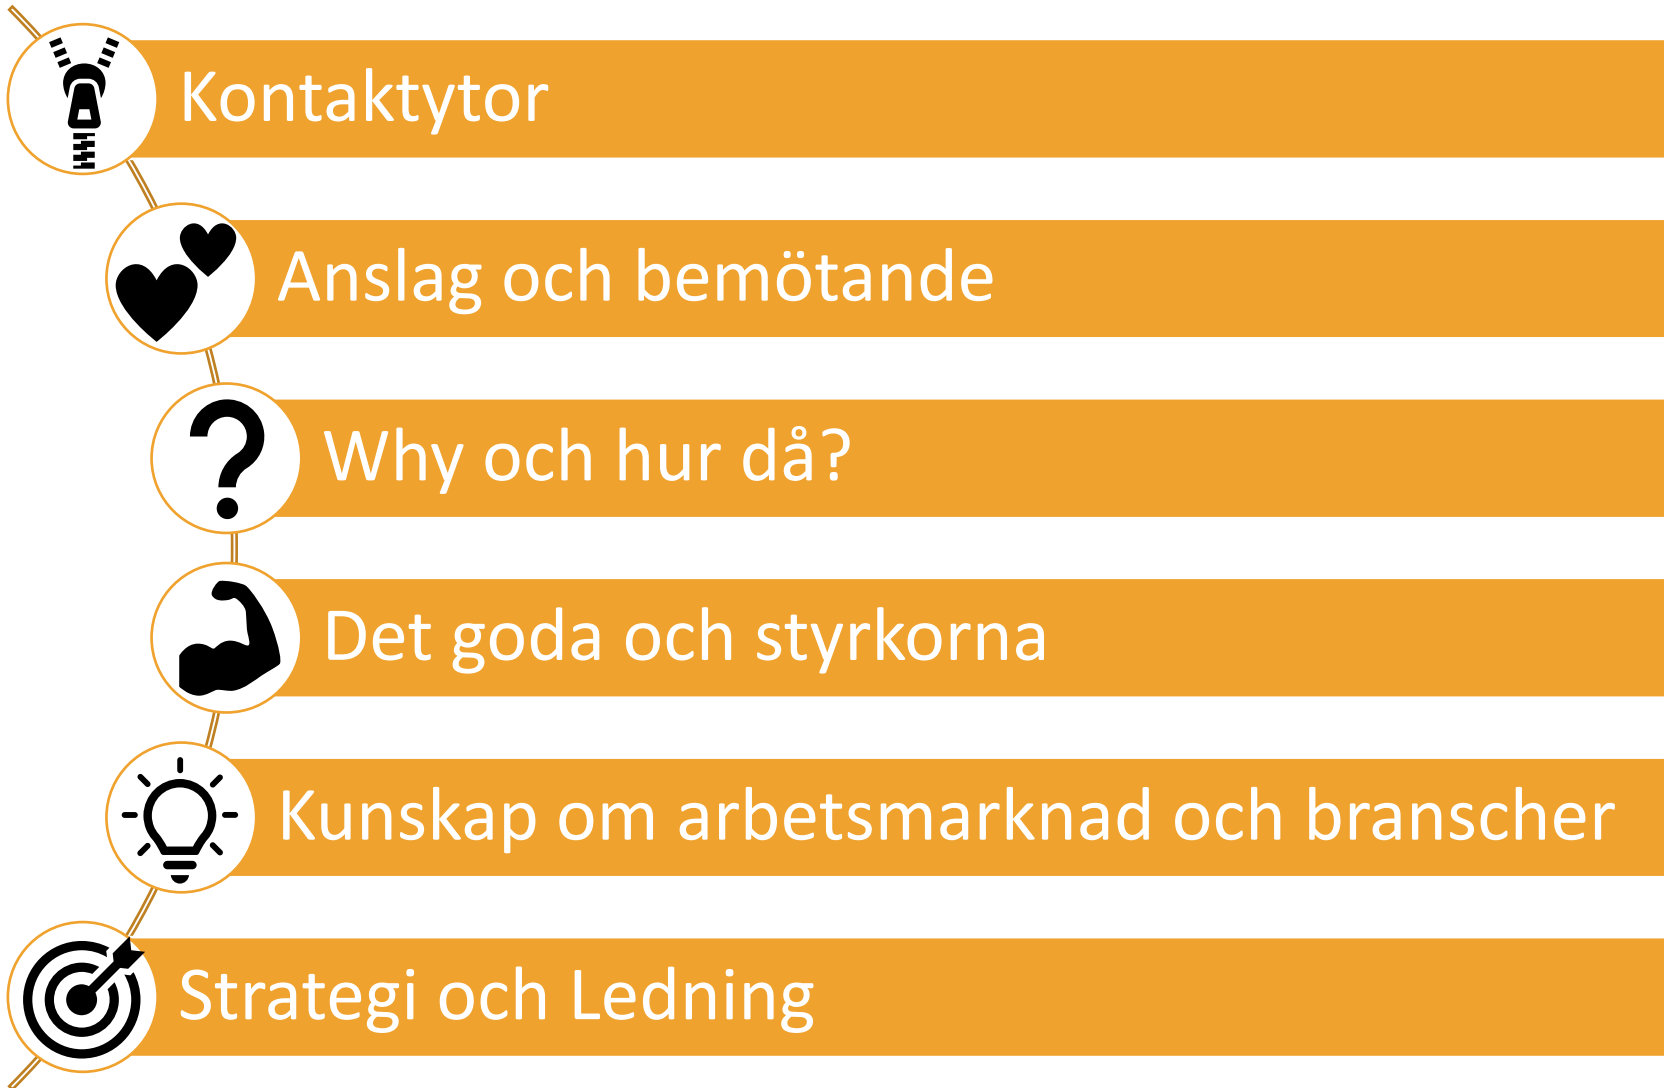 Kontaktytor
Anslag och bemötande
Why och hur då?
Det goda och styrkorna
Kunskap om arbetsmarknad och branscher
Strategi och Ledning